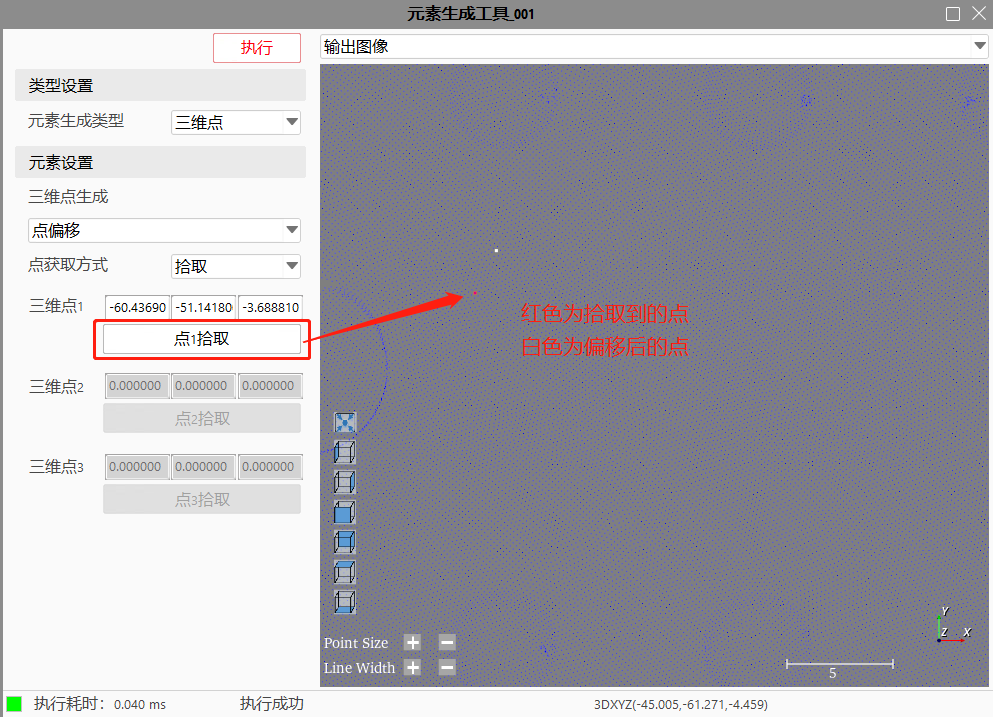 元素生成工具_001
执行
输出图像
类型设置
元素生成类型 三维点
元素设置
三维点生成
点偏移
点获取方式 拾取
三维点1 -60.43690 -51.14180 -3.688810
点1拾取
红色为拾取到的点
白色为偏移后的点
三维点2 0.000000 0.000000 0.000000
点2拾取
三维点3 0.000000 0.000000 0.000000
点3拾取
Y
Z X
Point Size
Line Width
5
执行耗时: 0.040 ms 执行成功 3DXYZ(-45.005,-61.271,-4.459)